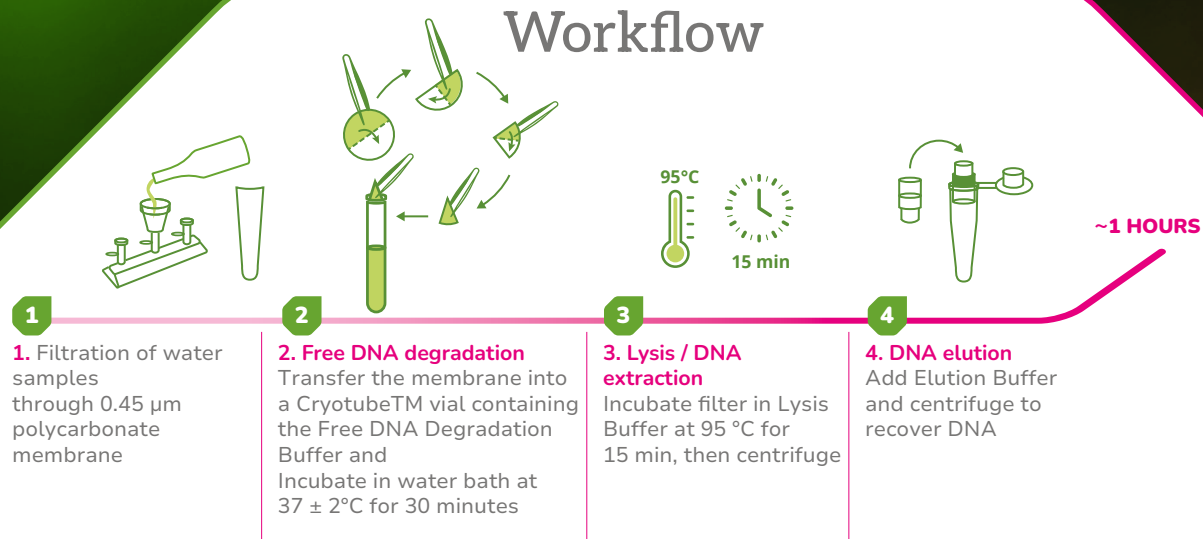 Workflow
95°C
15 min
~1 HOURS
1
2
3
4
1. Filtration of water
samples
through 0.45 µm
polycarbonate
membrane
2. Free DNA degradation
Transfer the membrane into
a CryotubeTM vial containing
the Free DNA Degradation
Buffer and
Incubate in water bath at
37 ± 2°C for 30 minutes
3. Lysis / DNA
extraction
Incubate filter in Lysis
Buffer at 95 °C for
15 min, then centrifuge
4. DNA elution
Add Elution Buffer
and centrifuge to
recover DNA